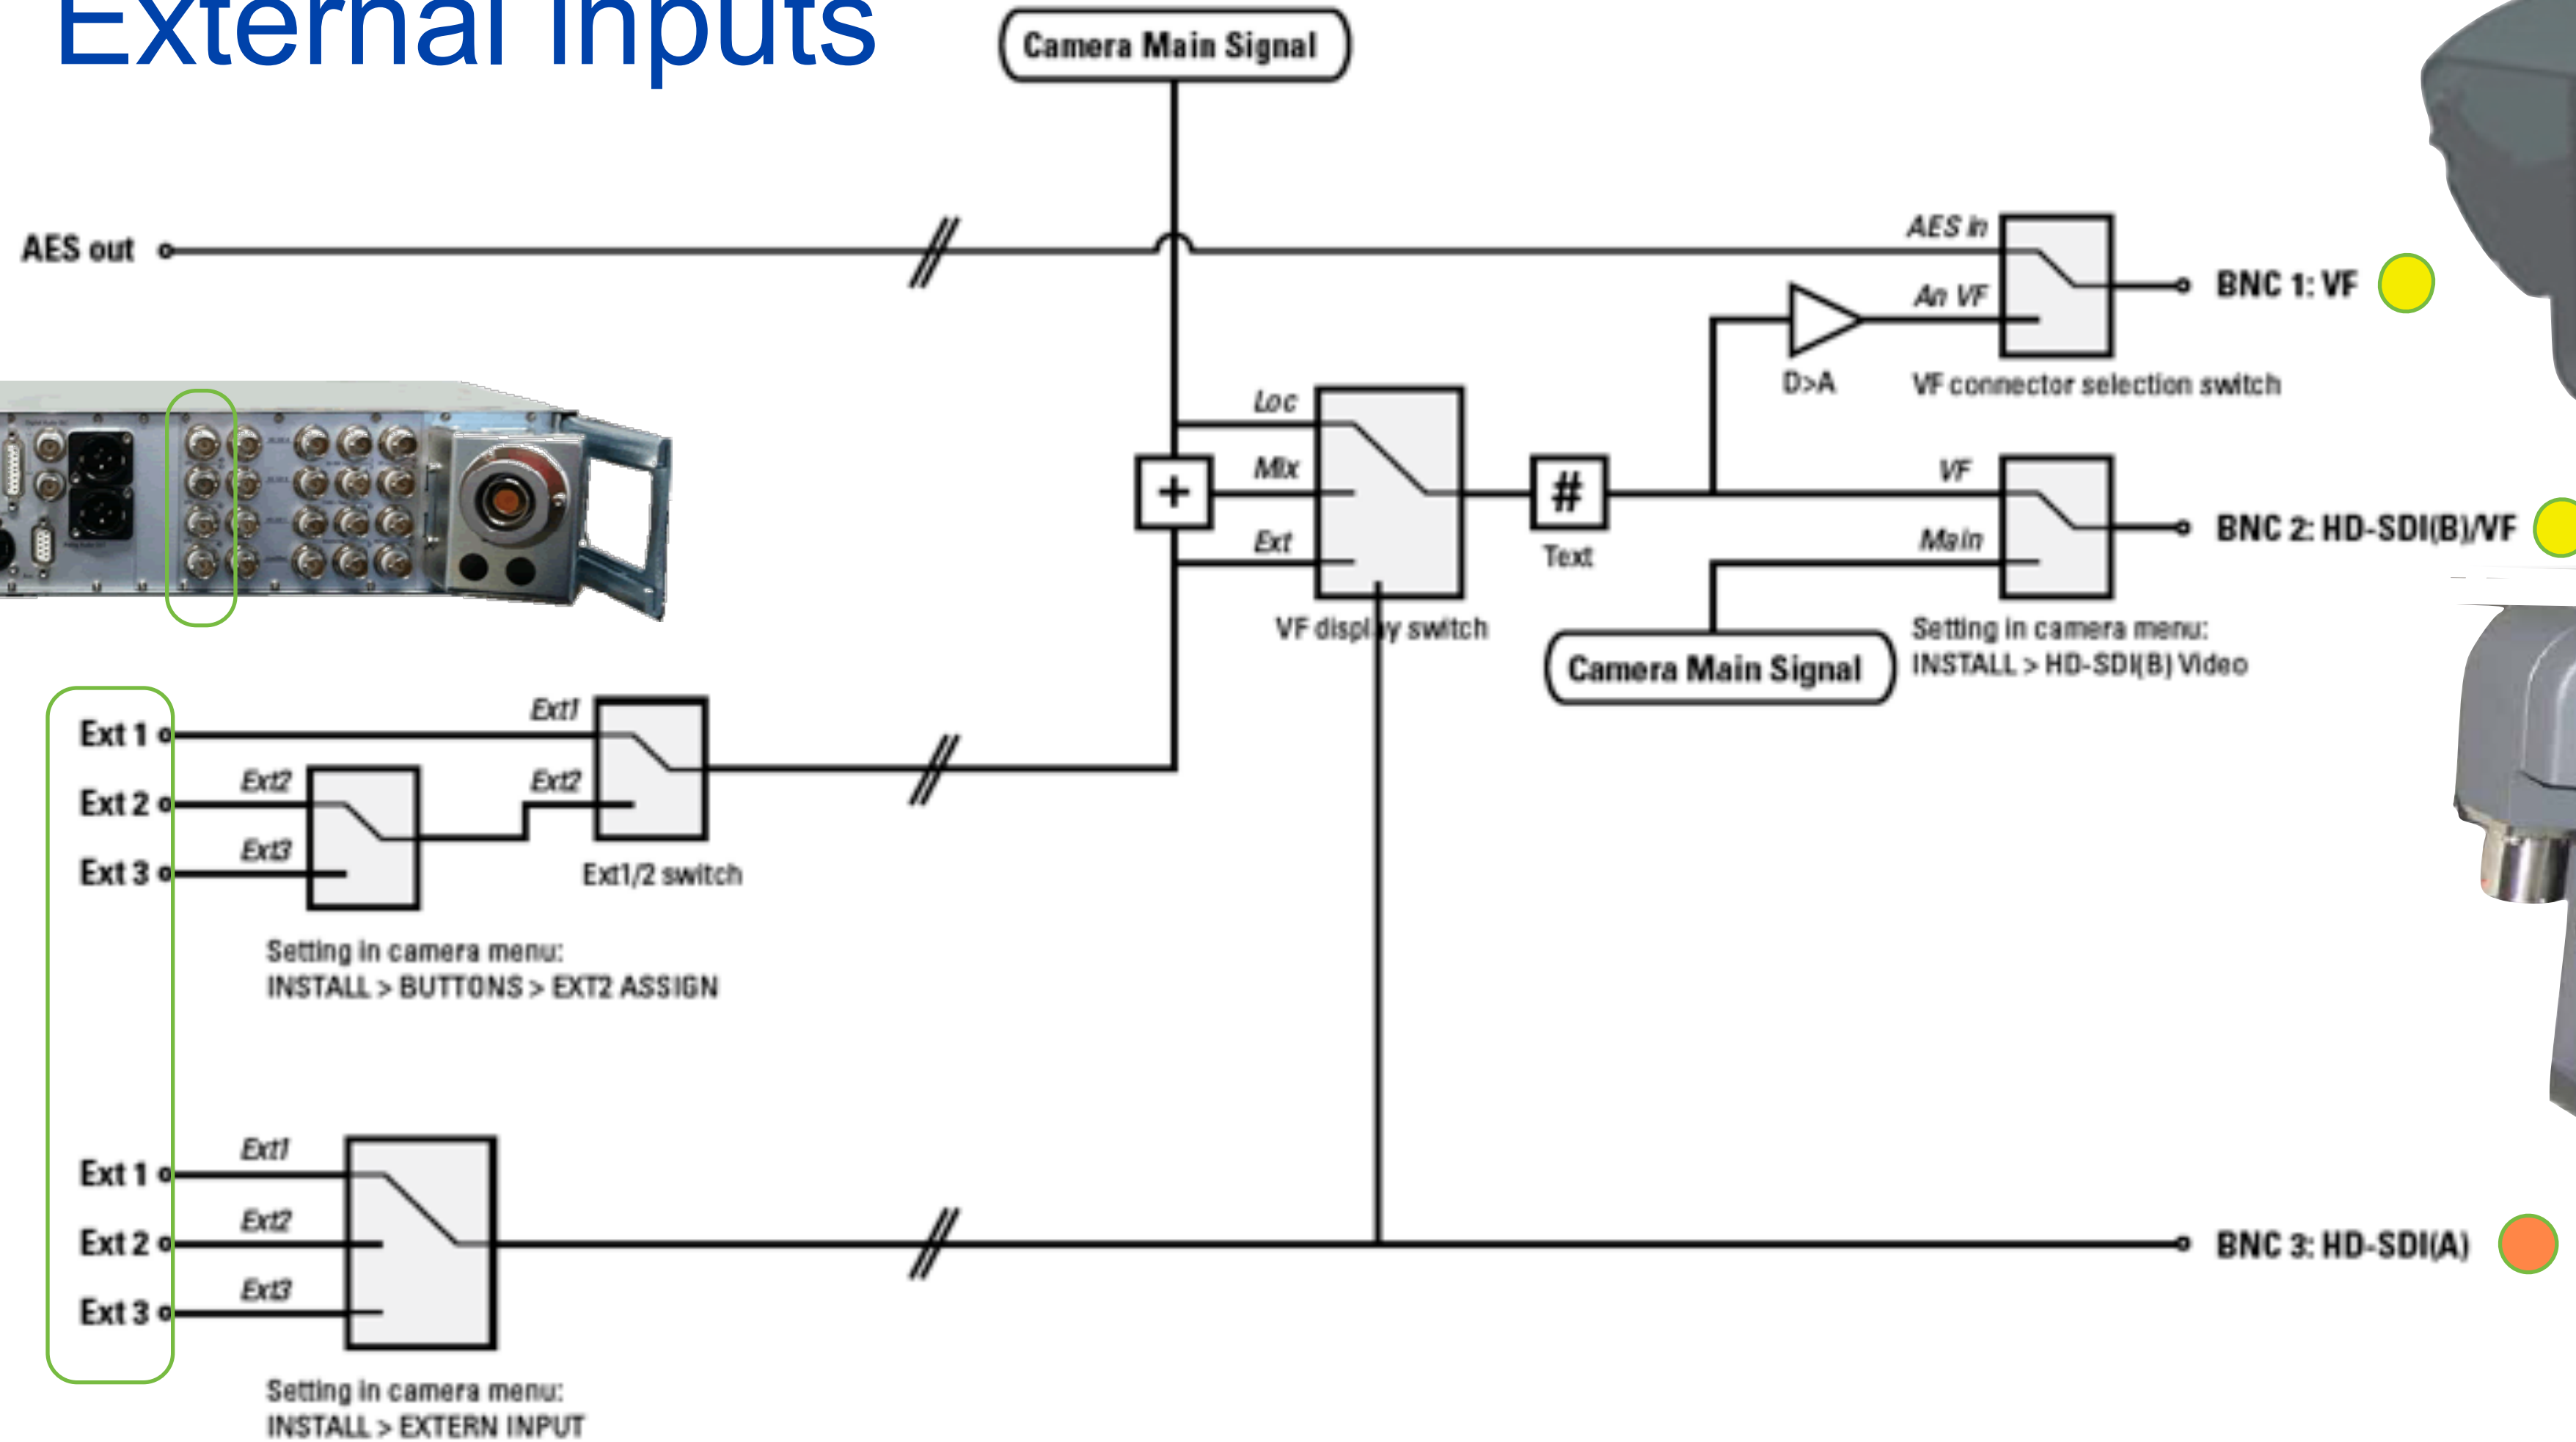 External Inputs
Camera Main Signal
AES out
AES in
BNC 1: VF
An VF
D>A
VF connector selection switch
Loc
Mix
+
#
Ext
Text
VF display switch
VF
BNC 2: HD-SDI(B)/VF
Main
Camera Main Signal
Setting in camera menu:
INSTALL > HD-SDI(B) Video
Ext 1
Ext1
Ext 2
Ext2
Ext2
Ext 3
Ext3
Ext1/2 switch
Setting in camera menu:
INSTALL > BUTTONS > EXT2 ASSIGN
Ext 1
Ext1
Ext 2
Ext2
Ext 3
Ext3
BNC 3: HD-SDI(A)
Setting in camera menu:
INSTALL > EXTERN INPUT